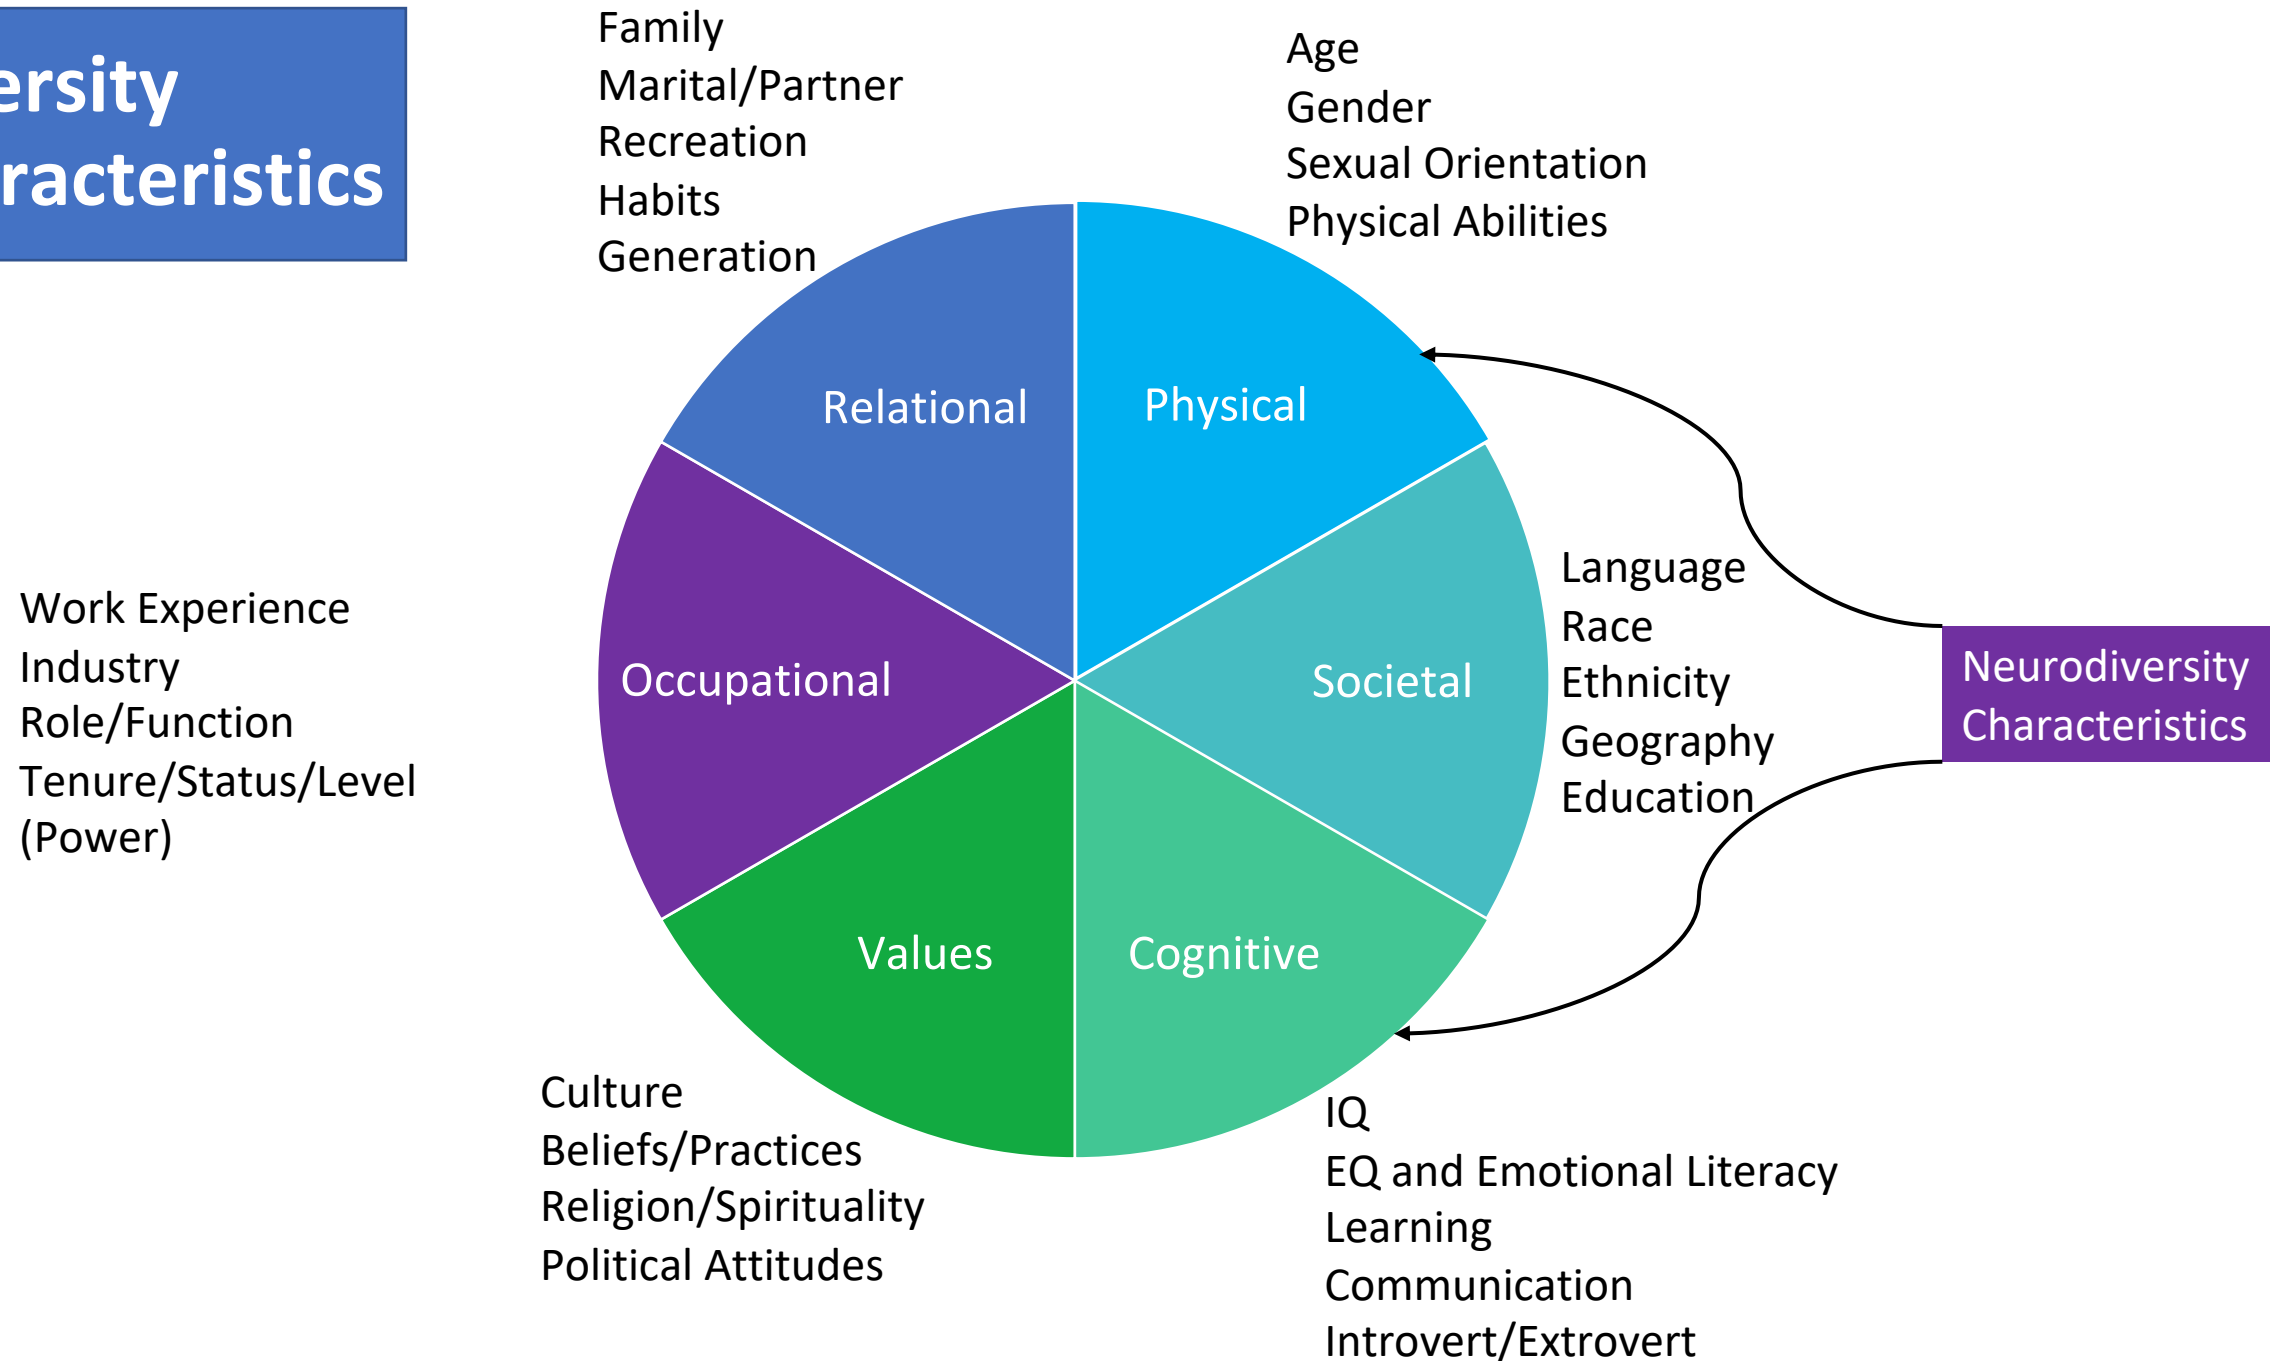 ersity
racteristics
Family
Marital/Partner
Recreation
Habits
Generation
Age
Gender
Sexual Orientation
Physical Abilities
Relational
Physical
Occupational
Societal
Values
Cognitive
Work Experience
Industry
Role/Function
Tenure/Status/Level
(Power)
Language
Race
Ethnicity
Geography
Education
Neurodiversity
Characteristics
Culture
Beliefs/Practices
Religion/Spirituality
Political Attitudes
IQ
EQ and Emotional Literacy
Learning
Communication
Introvert/Extrovert